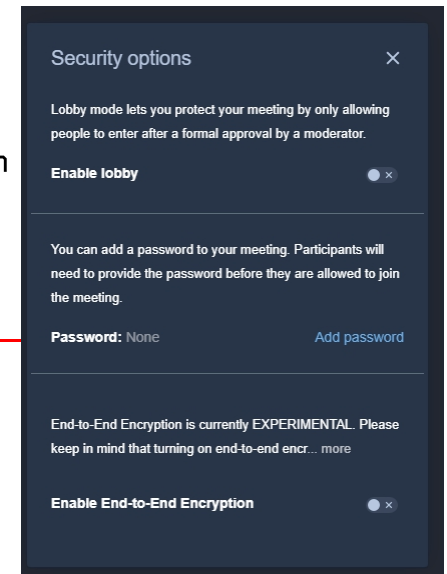 Security options
Lobby mode lets you protect your meeting by only allowing
people to enter after a formal approval by a moderator.
Enable lobby
You can add a password to your meeting. Participants will
need to provide the password before they are allowed to join
the meeting.
Password: None Add password
End-to-End Encryption is currently EXPERIMENTAL. Please
keep in mind that turning on end-to-end encr... more
Enable End-to-End Encryption